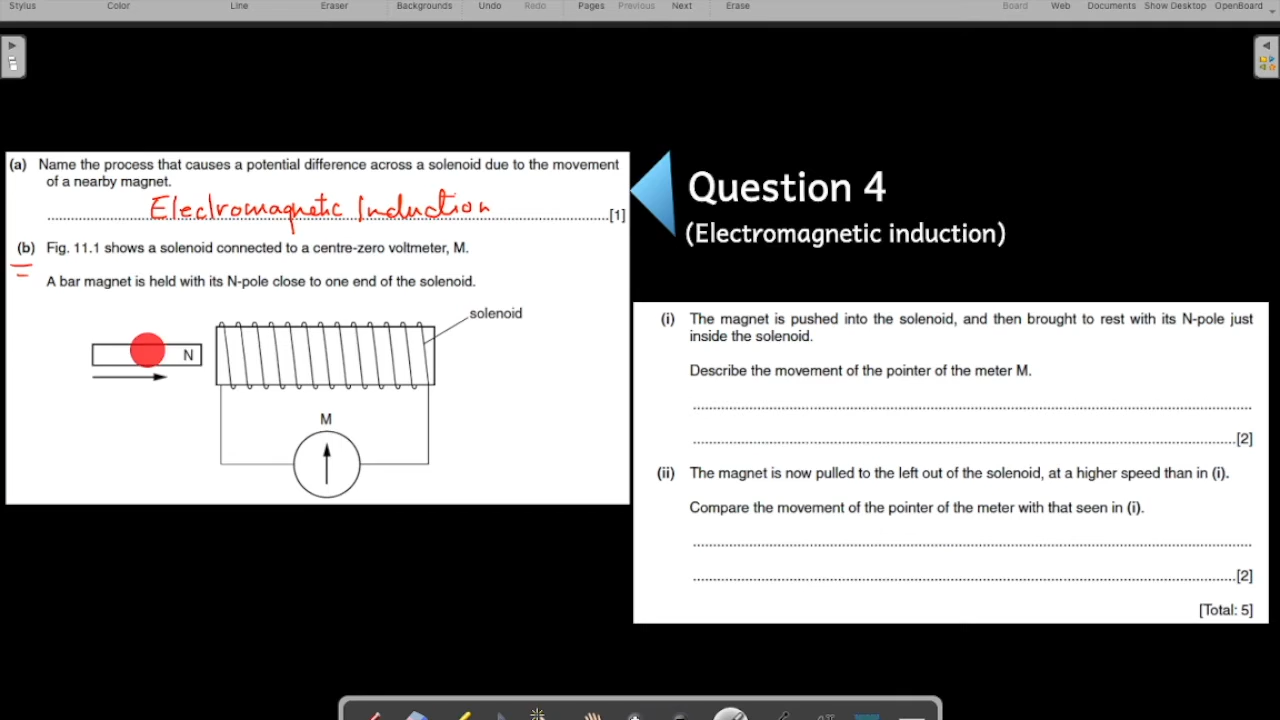 Stylus Color Line Eraser Backgrounds Undo Redo Pages Previous Next Erase Board Web Documents Show Desktop OpenBoard
(a) Name the process that causes a potential difference across a solenoid due to the movement
of a nearby magnet.
Electromagnetic Induction [1]
(b) Fig. 11.1 shows a solenoid connected to a centre-zero voltmeter, M.
A bar magnet is held with its N-pole close to one end of the solenoid.
solenoid
N
M
Question 4
(Electromagnetic induction)
(i) The magnet is pushed into the solenoid, and then brought to rest with its N-pole just
inside the solenoid.
Describe the movement of the pointer of the meter M.
[2]
(ii) The magnet is now pulled to the left out of the solenoid, at a higher speed than in (i).
Compare the movement of the pointer of the meter with that seen in (i).
[2]
[Total: 5]